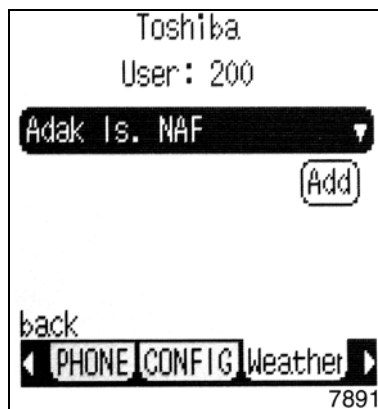 Toshiba
User: 200
Adak Is. NAF
Add
back
PHONE CONFIG Weather
7891